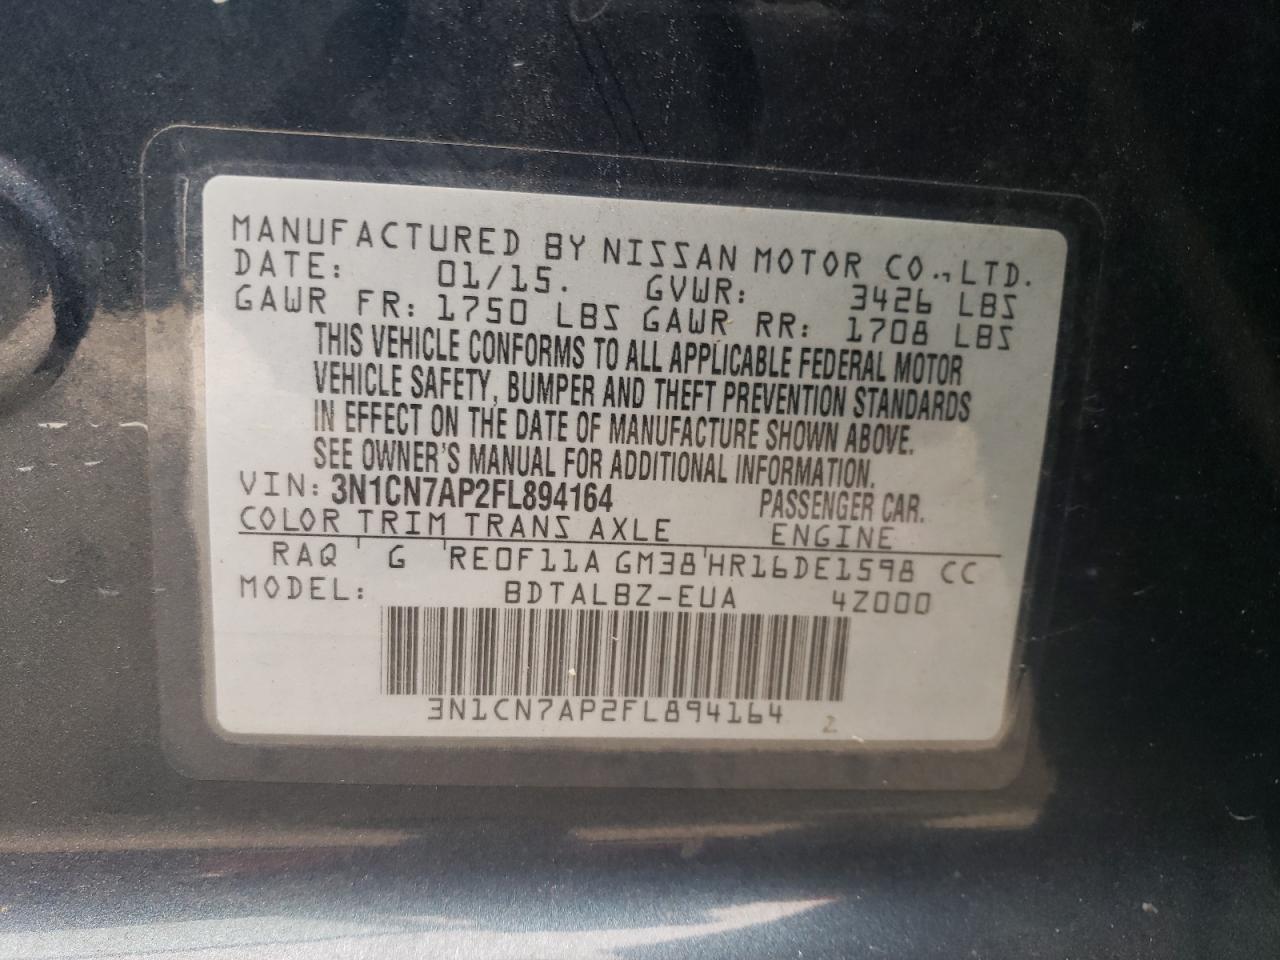 MANUFACTURED BY NISSAN MOTOR CO.,LTD.
DATE: 01/15. GVWR: 3426 LBS
GAWR FR: 1750 LBS GAWR RR: 1708 LBS
THIS VEHICLE CONFORMS TO ALL APPLICABLE FEDERAL MOTOR
VEHICLE SAFETY, BUMPER AND THEFT PREVENTION STANDARDS
IN EFFECT ON THE DATE OF MANUFACTURE SHOWN ABOVE.
SEE OWNER'S MANUAL FOR ADDITIONAL INFORMATION.
VIN: 3N1CN7AP2FL894164 PASSENGER CAR.
COLOR TRIM TRANS AXLE ENGINE
RAQ ' G 'RE0F11A GM38'HR16DE1598 CC
MODEL: BDTALBZ-EUA 4Z000
3N1CN7AP2FL894164 2